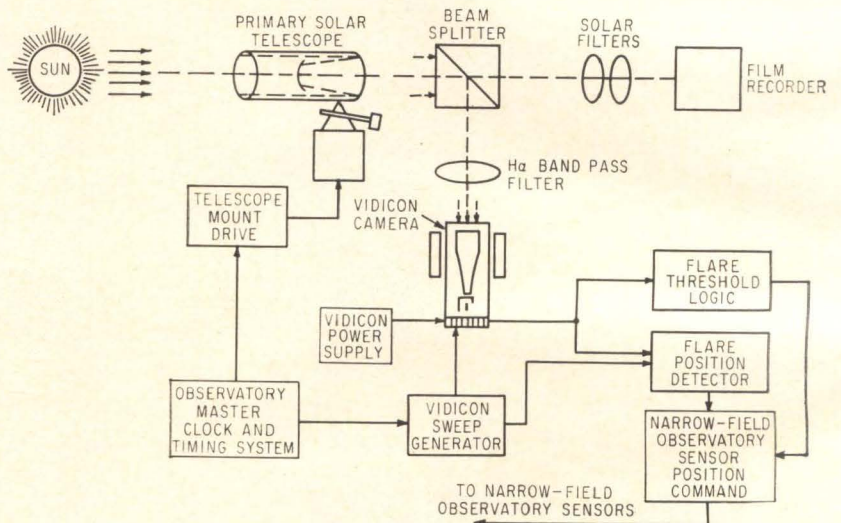 PRIMARY SOLAR
TELESCOPE
BEAM
SPLITTER
SOLAR
FILTERS
SUN
FILM
RECORDER
Hα BAND PASS
FILTER
TELESCOPE
MOUNT
DRIVE
VIDICON
CAMERA
FLARE
THRESHOLD
LOGIC
VIDICON
POWER
SUPPLY
FLARE
POSITION
DETECTOR
OBSERVATORY
MASTER
CLOCK AND
TIMING SYSTEM
VIDICON
SWEEP
GENERATOR
NARROW-FIELD
OBSERVATORY
SENSOR
POSITION
COMMAND
TO NARROW-FIELD
OBSERVATORY SENSORS